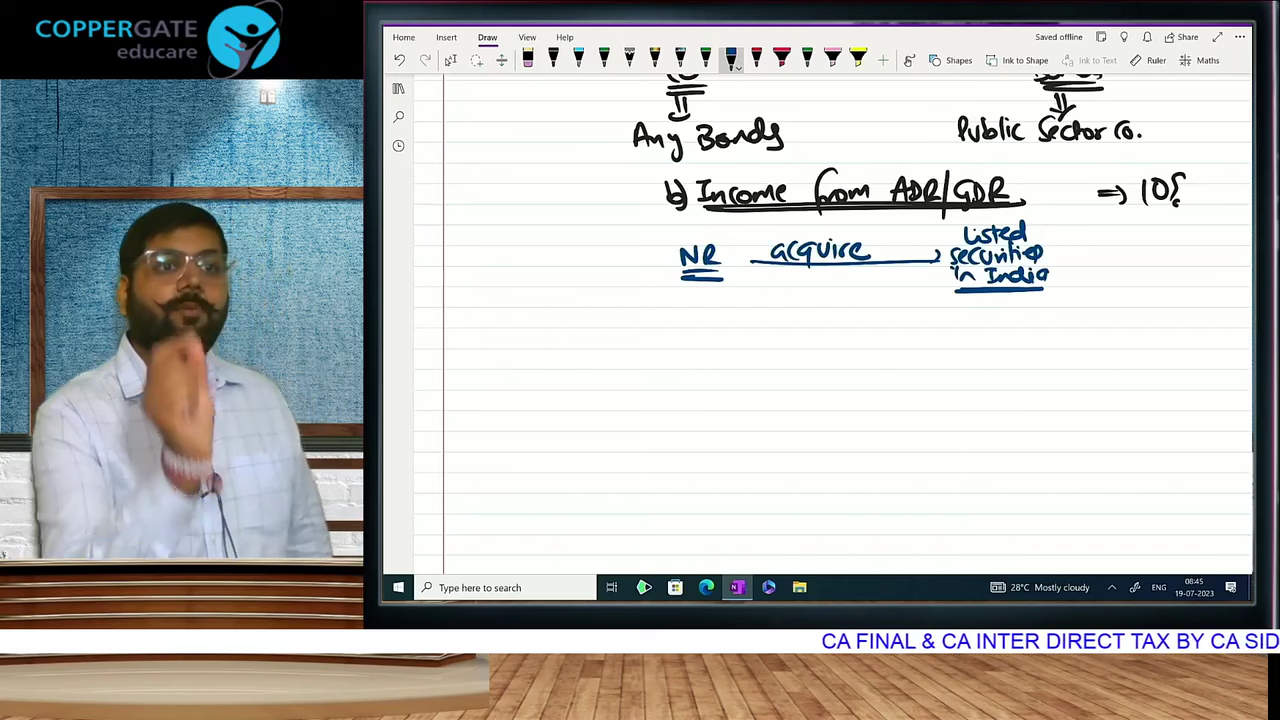 COPPERGATE
educare
Home Insert Draw View Help
Saved offline
Share
Shapes
Ink to Shape
Ink to Text
Ruler
Maths
Any Bonds
Public Sector Co.
b) Income from ADR/GDR ⇒ 10%
NR acquire → Listed
securities
in India
Type here to search
28°C Mostly cloudy
ENG
08:45
19-07-2023
CA FINAL & CA INTER DIRECT TAX BY CA SID